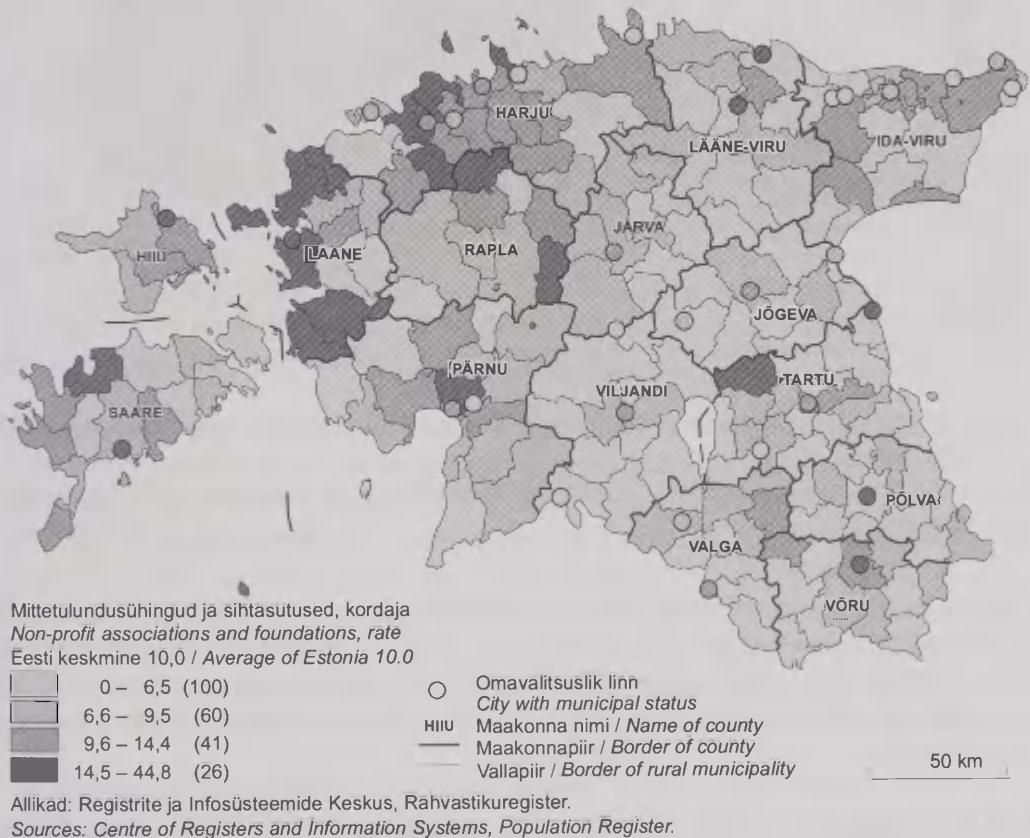 HARJU
LÄÄNE-VIRU
IDA-VIRU
HIIU
LÄÄNE
RAPLA
JÄRVA
JÕGEVA
SAARE
PÄRNU
VILJANDI
TARTU
PÕLVA
VALGA
VÕRU
Mittetulundusühingud ja sihtasutused, kordaja
Non-profit associations and foundations, rate
Eesti keskmine 10,0 / Average of Estonia 10.0
0 – 6,5 (100)
6,6 – 9,5 (60)
9,6 – 14,4 (41)
14,5 – 44,8 (26)
Omavalitsuslik linn
City with municipal status
HIIU Maakonna nimi / Name of county
Maakonnapiir / Border of county
Vallapiir / Border of rural municipality
50 km
Allikad: Registrite ja Infosüsteemide Keskus, Rahvastikuregister.
Sources: Centre of Registers and Information Systems, Population Register.